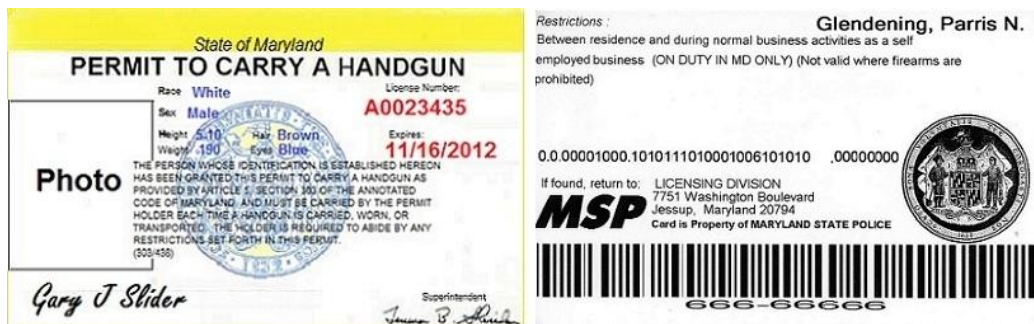 State of Maryland
PERMIT TO CARRY A HANDGUN
Race White
License Number:
A0023435
Sex Male
Height 5.10 Hair Brown
Weight 190 Eyes Blue
Expires:
11/16/2012
Photo
THE PERSON WHOSE IDENTIFICATION IS ESTABLISHED HEREON
HAS BEEN GRANTED THIS PERMIT TO CARRY A HANDGUN AS
PROVIDED BY ARTICLE 5, SECTION 303 OF THE ANNOTATED
CODE OF MARYLAND, AND MUST BE CARRIED BY THE PERMIT
HOLDER EACH TIME A HANDGUN IS CARRIED, WORN, OR
TRANSPORTED. THE HOLDER IS REQUIRED TO ABIDE BY ANY
RESTRICTIONS SET FORTH IN THIS PERMIT.
Gary J Slider
Superintendent
Restrictions :
Glendening, Parris N.
Between residence and during normal business activities as a self
employed business (ON DUTY IN MD ONLY) (Not valid where firearms are
prohibited)
0.0.00001000.1010111010001006101010 .00000000
If found, return to: LICENSING DIVISION
7751 Washington Boulevard
Jessup, Maryland 20794
MSP
Card is Property of MARYLAND STATE POLICE
666-66666